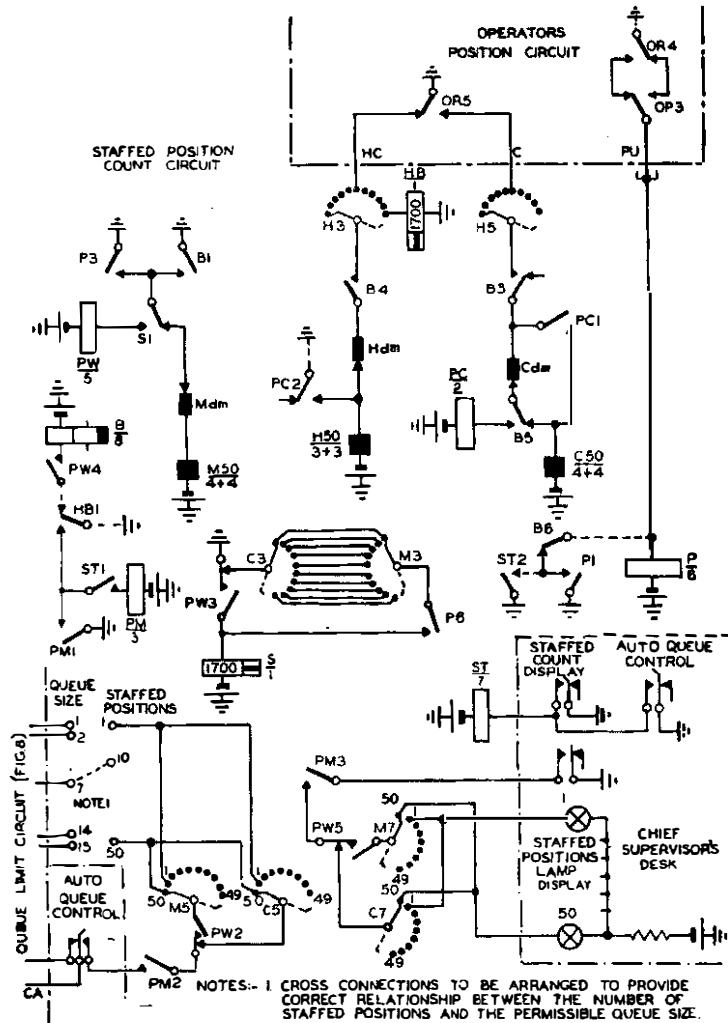 OPERATORS
POSITION CIRCUIT
OR4
OP3
OR5
STAFFED POSITION
COUNT CIRCUIT
HC
C
PU
HB
1
1700
H3
H5
P3
B1
B4
B3
PC1
S1
PW
5
Hdm
Cdm
PC2
PC
2
Mdm
B5
B
8
H50
3+3
C50
4+4
M50
4+4
PW4
HB1
B6
ST2
P1
P
6
C3
M3
ST1
PM
3
PW3
P6
PM1
1700
S
1
STAFFED
COUNT
DISPLAY
AUTO QUEUE
CONTROL
ST
7
QUEUE
SIZE
STAFFED
POSITIONS
1
1
2
10
7
NOTE 1
14
15
50
PM3
PW5
50
M7
49
1
50
C7
49
STAFFED
POSITIONS
LAMP
DISPLAY
CHIEF
SUPERVISOR'S
DESK
50
QUEUE LIMIT CIRCUIT (FIG.8)
AUTO
QUEUE
CONTROL
50
M5
49
50
C5
49
PW2
PM2
CA
NOTES:- 1. CROSS CONNECTIONS TO BE ARRANGED TO PROVIDE
CORRECT RELATIONSHIP BETWEEN THE NUMBER OF
STAFFED POSITIONS AND THE PERMISSIBLE QUEUE SIZE.